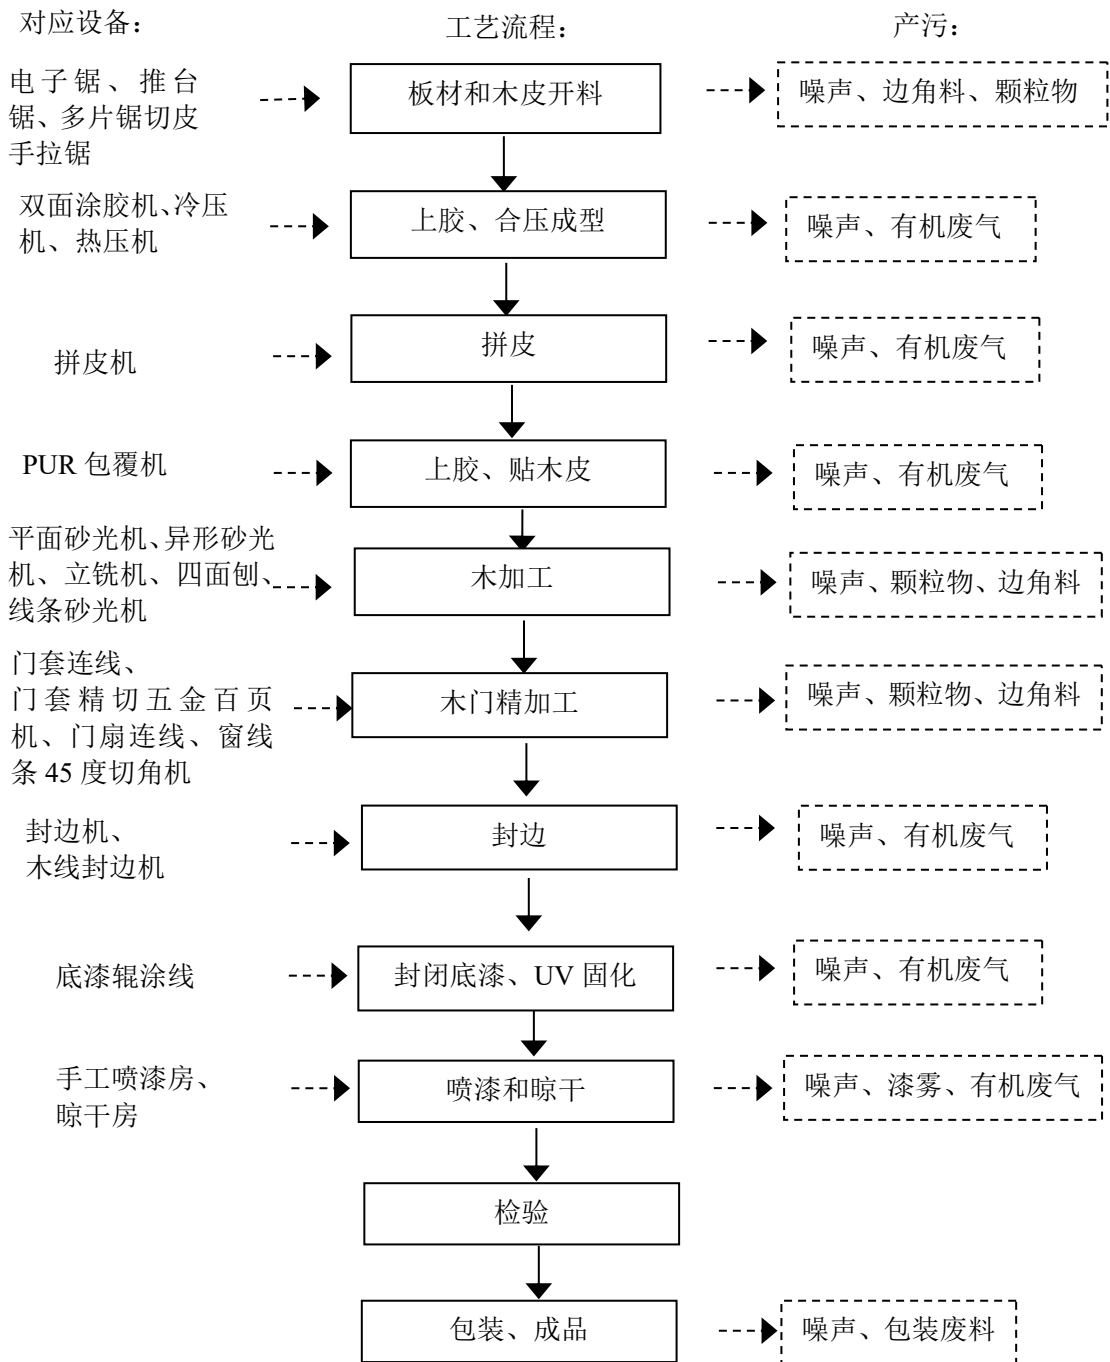 对应设备：
工艺流程：
产污：
电子锯、推台
锯、多片锯切皮
手拉锯
板材和木皮开料
噪声、边角料、颗粒物
双面涂胶机、冷压
机、热压机
上胶、合压成型
噪声、有机废气
拼皮机
拼皮
噪声、有机废气
PUR 包覆机
上胶、贴木皮
噪声、有机废气
平面砂光机、异形砂光
机、立铣机、四面刨、
线条砂光机
木加工
噪声、颗粒物、边角料
门套连线、
门套精切五金百页
机、门扇连线、窗线
条 45 度切角机
木门精加工
噪声、颗粒物、边角料
封边机、
木线封边机
封边
噪声、有机废气
底漆辊涂线
封闭底漆、UV 固化
噪声、有机废气
手工喷漆房、
晾干房
喷漆和晾干
噪声、漆雾、有机废气
检验
包装、成品
噪声、包装废料